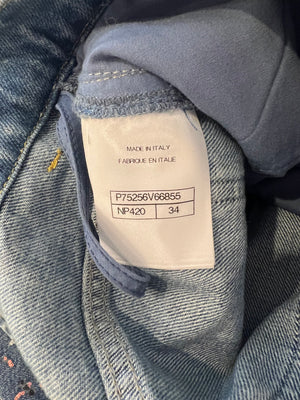 MADE IN ITALY
FABRIQUE EN ITALIE
P75256V66855
NP420 34